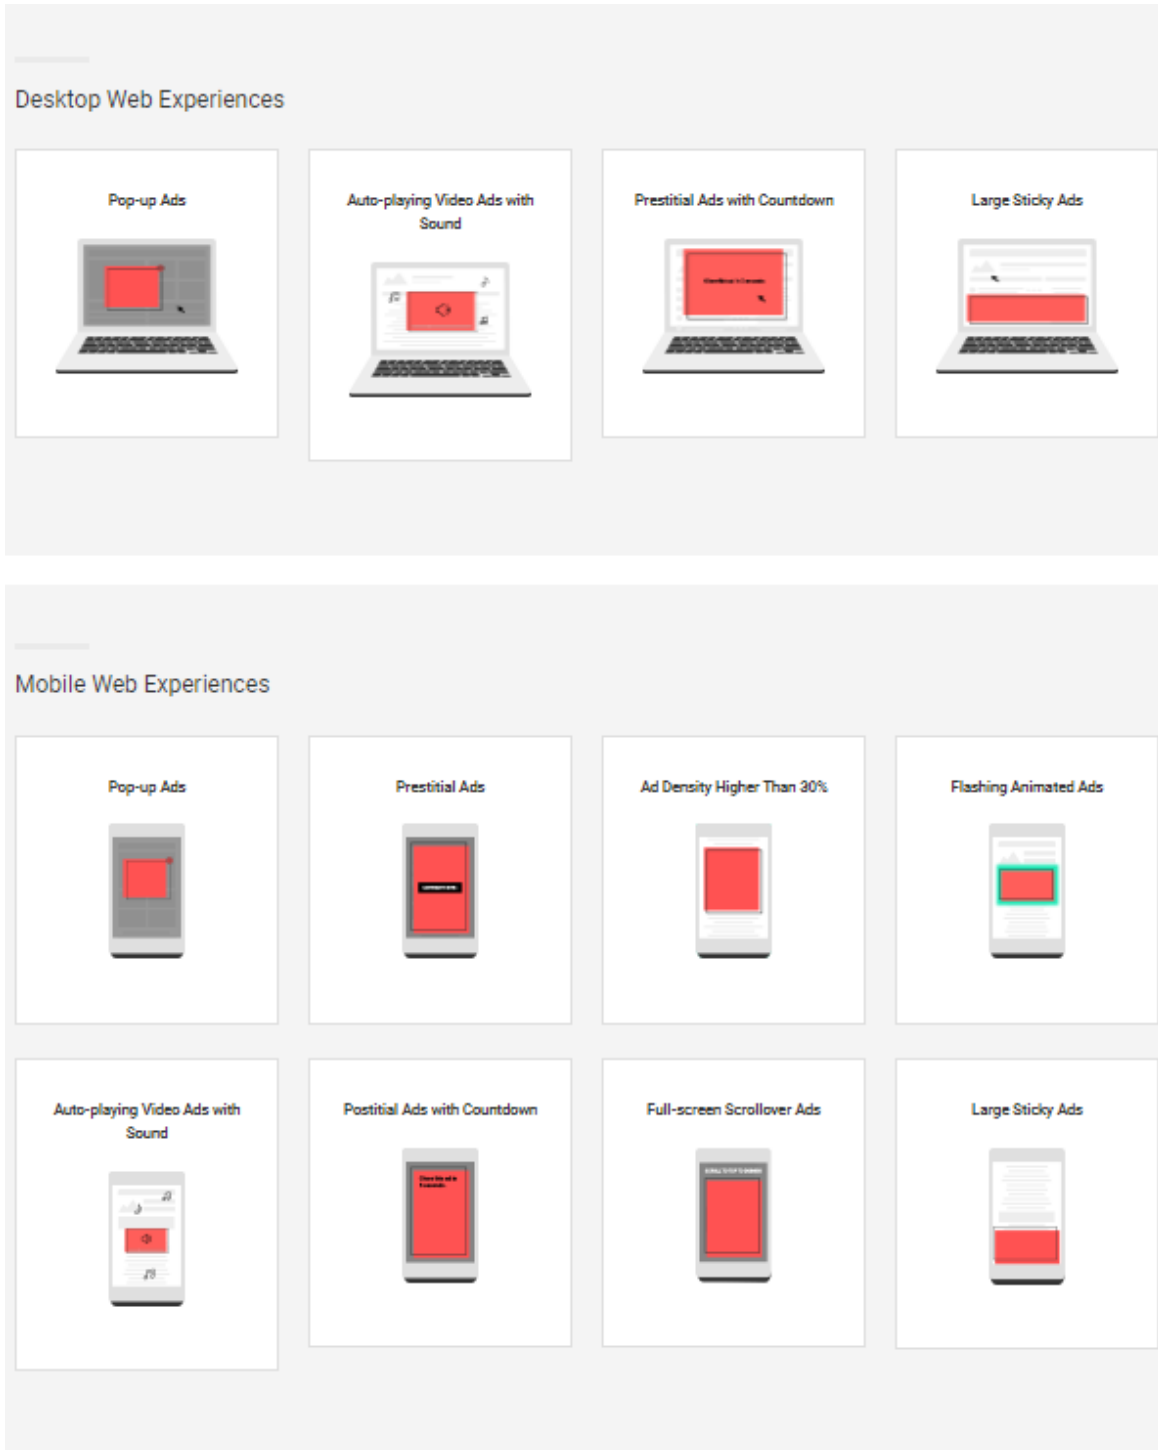 Desktop Web Experiences
Pop-up Ads
Auto-playing Video Ads with
Sound
Prestitial Ads with Countdown
Large Sticky Ads
Mobile Web Experiences
Pop-up Ads
Prestitial Ads
Ad Density Higher Than 30%
Flashing Animated Ads
Auto-playing Video Ads with
Sound
Postitial Ads with Countdown
Full-screen Scrollover Ads
Large Sticky Ads